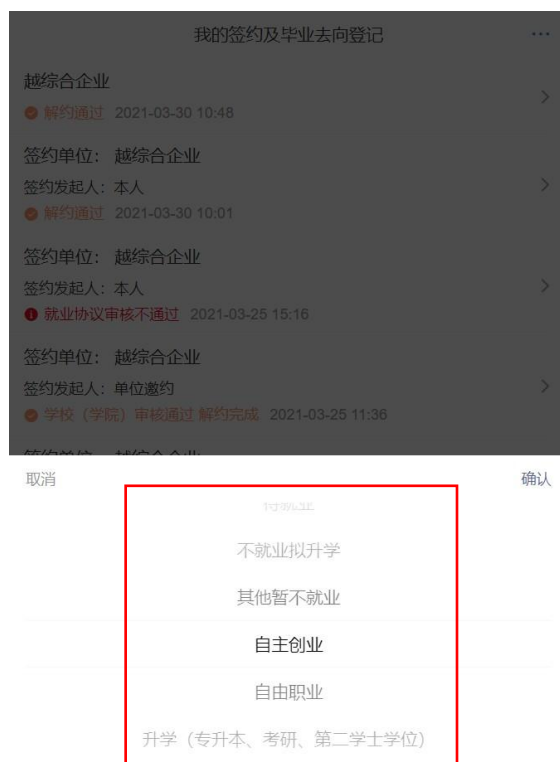 我的签约及毕业去向登记
越综合企业
解约通过 2021-03-30 10:48
签约单位： 越综合企业
签约发起人：本人
解约通过 2021-03-30 10:01
签约单位： 越综合企业
签约发起人：本人
就业协议审核不通过 2021-03-25 15:16
签约单位： 越综合企业
签约发起人：单位邀约
学校（学院）审核通过 解约完成 2021-03-25 11:36
取消 确认
待就业
不就业拟升学
其他暂不就业
自主创业
自由职业
升学（专升本、考研、第二学士学位）